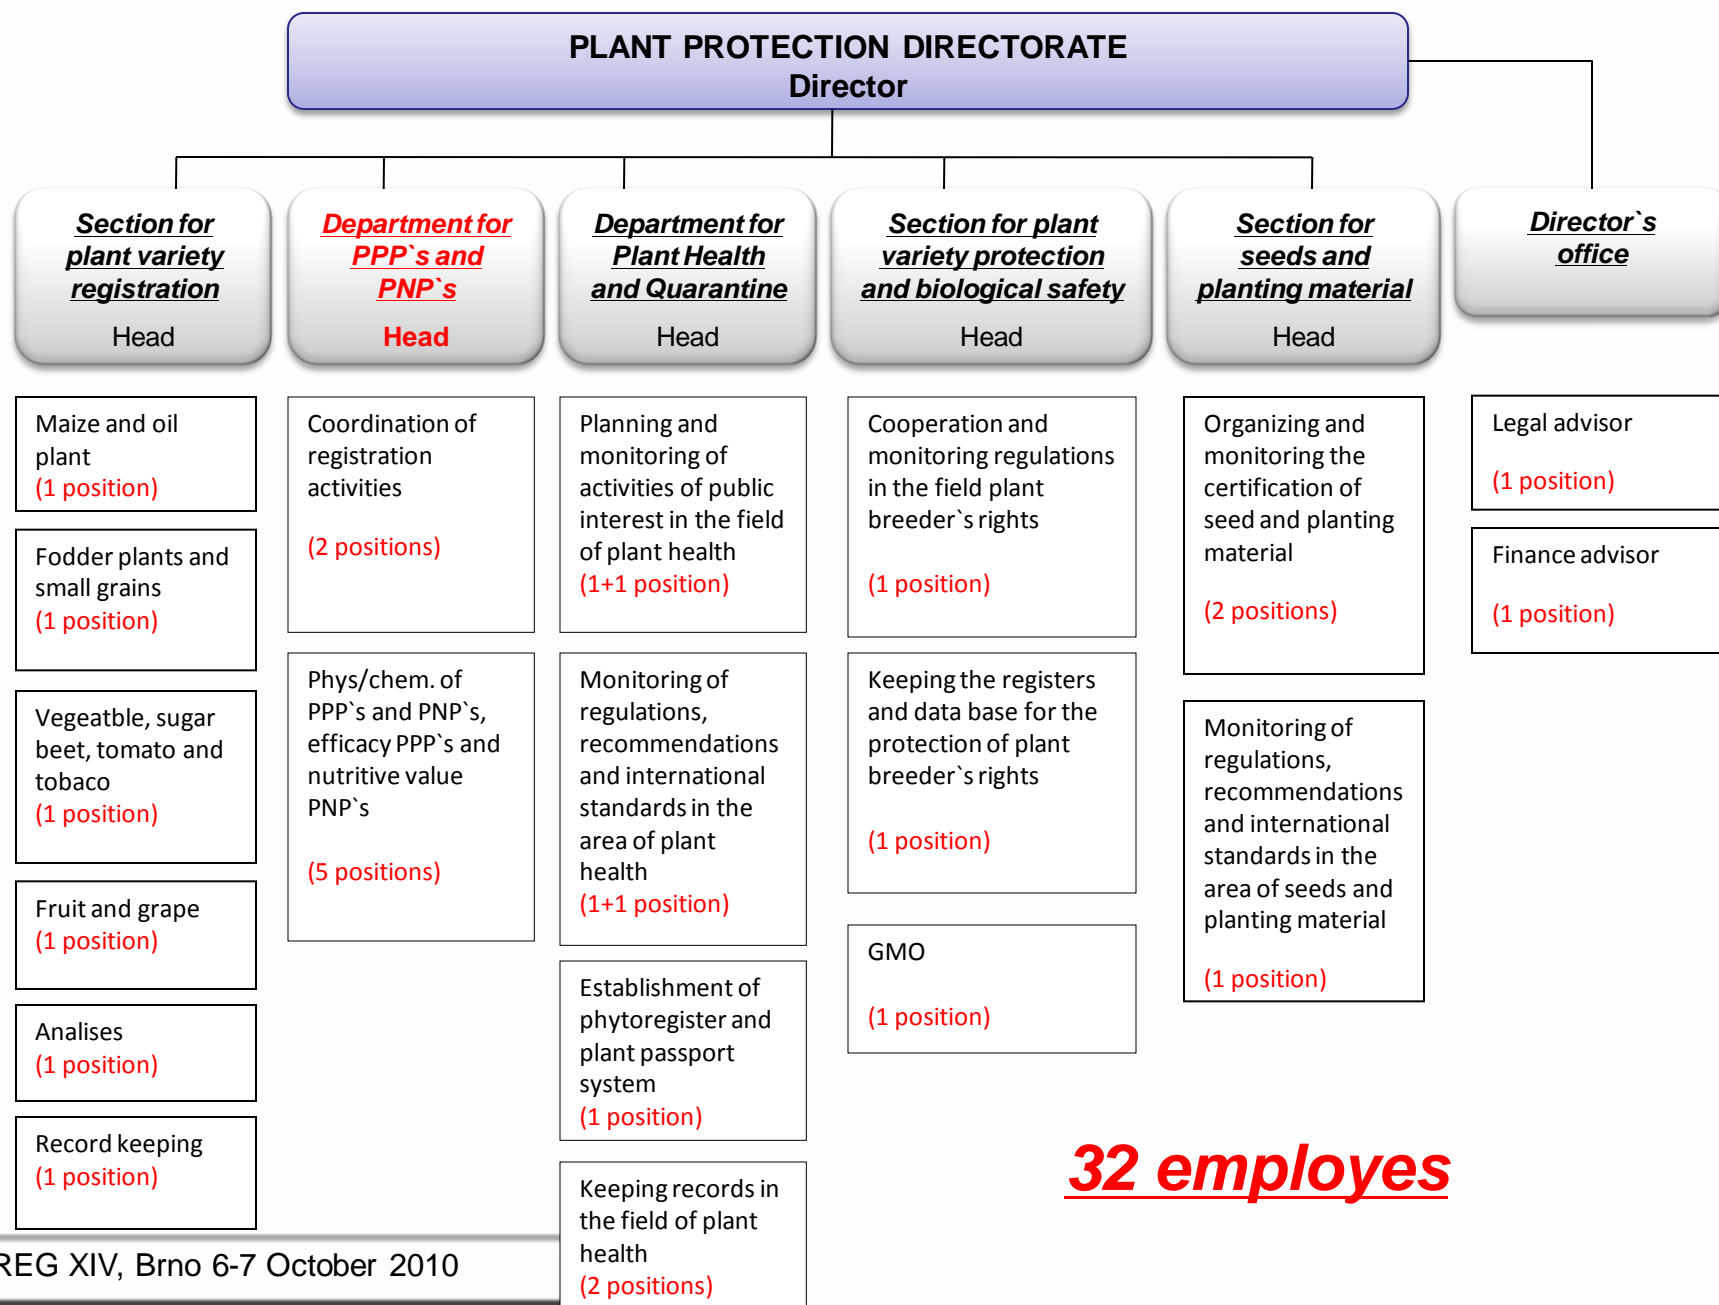 PLANT PROTECTION DIRECTORATE
Director
Section for
plant variety
registration
Head
Department for
PPP`s and
PNP`s
Head
Department for
Plant Health
and Quarantine
Head
Section for plant
variety protection
and biological safety
Head
Section for
seeds and
planting material
Head
Director`s
office
Maize and oil
plant
(1 position)
Fodder plants and
small grains
(1 position)
Vegeatble, sugar
beet, tomato and
tobaco
(1 position)
Fruit and grape
(1 position)
Analises
(1 position)
Record keeping
(1 position)
Coordination of
registration
activities
(2 positions)
Phys/chem. of
PPP`s and PNP`s,
efficacy PPP`s and
nutritive value
PNP`s
(5 positions)
Planning and
monitoring of
activities of public
interest in the field
of plant health
(1+1 position)
Monitoring of
regulations,
recommendations
and international
standards in the
area of plant
health
(1+1 position)
Establishment of
phytoregister and
plant passport
system
(1 position)
Keeping records in
the field of plant
health
(2 positions)
Cooperation and
monitoring regulations
in the field plant
breeder`s rights
(1 position)
Keeping the registers
and data base for the
protection of plant
breeder`s rights
(1 position)
GMO
(1 position)
Organizing and
monitoring the
certification of
seed and planting
material
(2 positions)
Monitoring of
regulations,
recommendations
and international
standards in the
area of seeds and
planting material
(1 position)
Legal advisor
(1 position)
Finance advisor
(1 position)
32 employes
REG XIV, Brno 6-7 October 2010